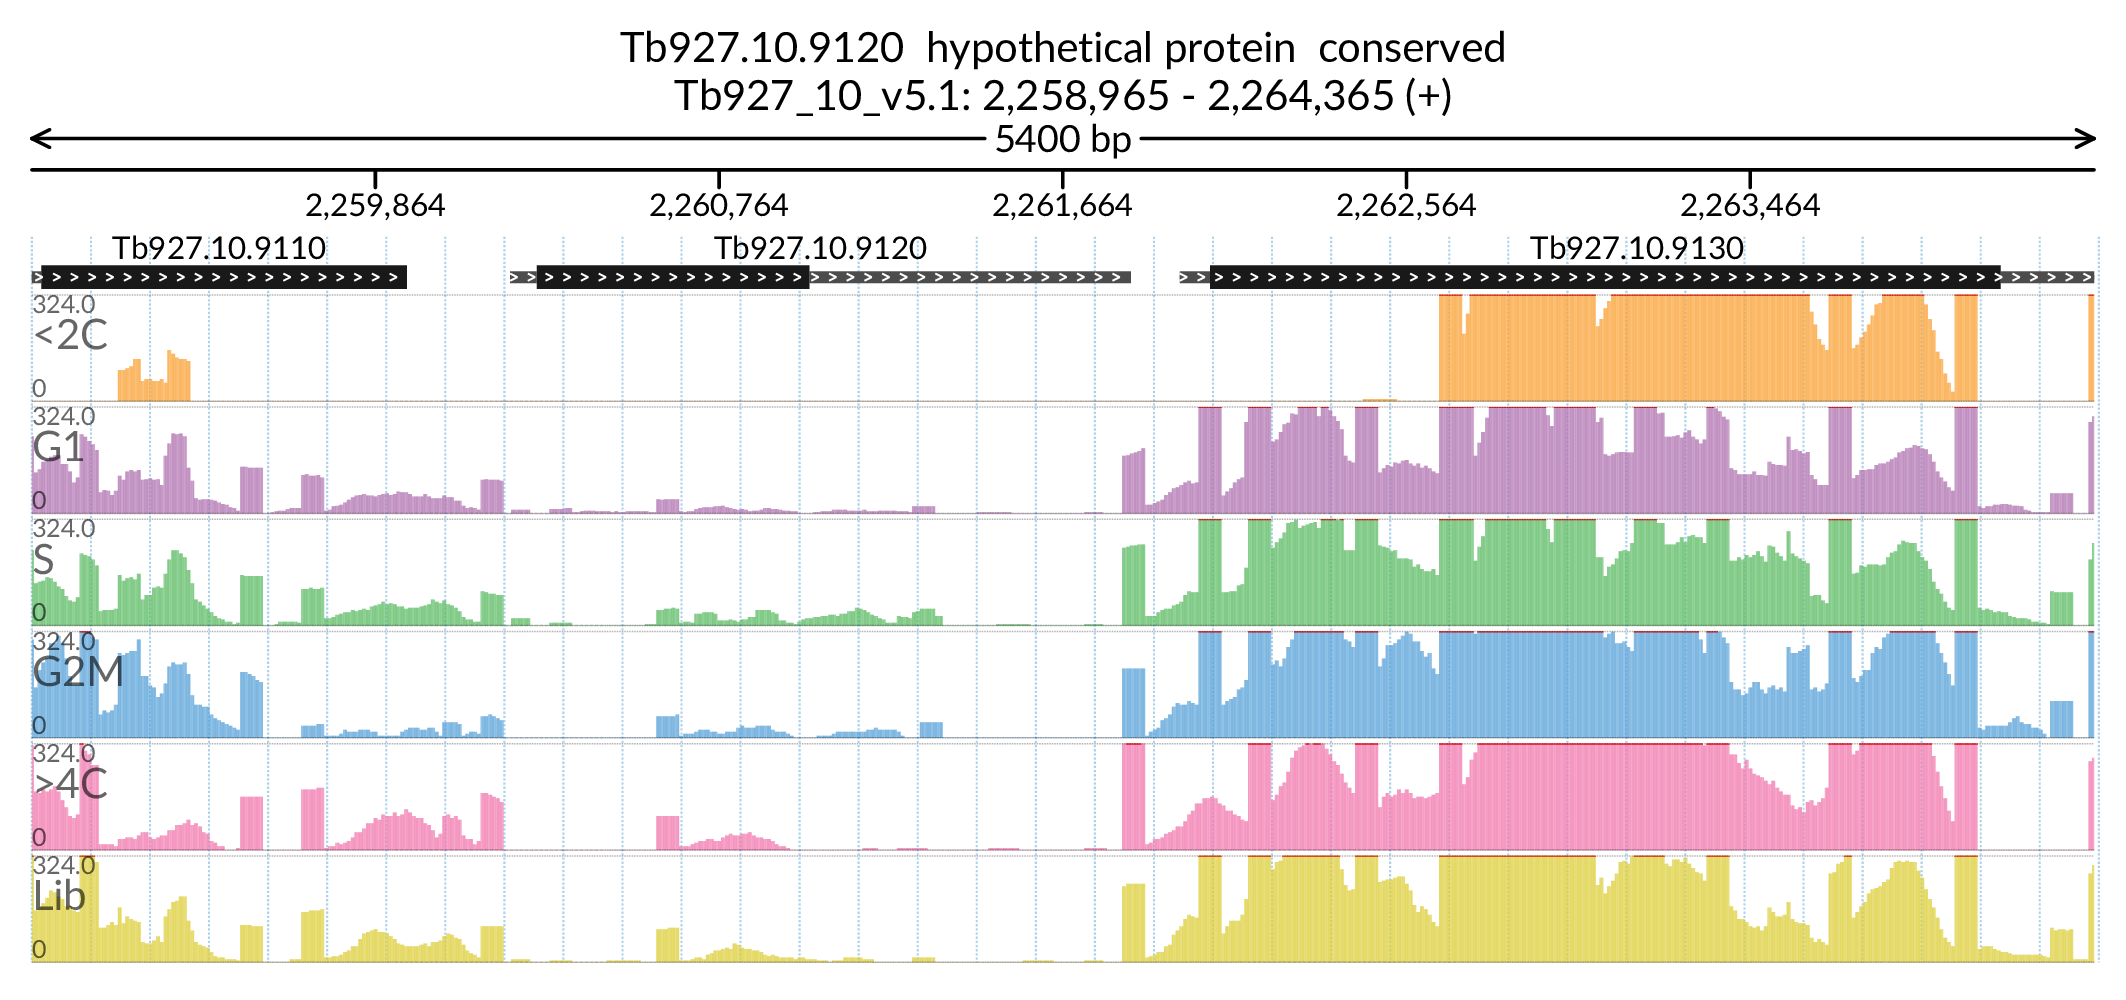 Tb927.10.9120  hypothetical protein  conserved
Tb927_10_v5.1: 2,258,965 - 2,264,365 (+)
5400 bp
2,259,864 2,260,764 2,261,664 2,262,564 2,263,464
Tb927.10.9110 Tb927.10.9120 Tb927.10.9130
324.0
<2C
0
324.0
G1
0
324.0
S
0
324.0
G2M
0
324.0
>4C
0
324.0
Lib
0